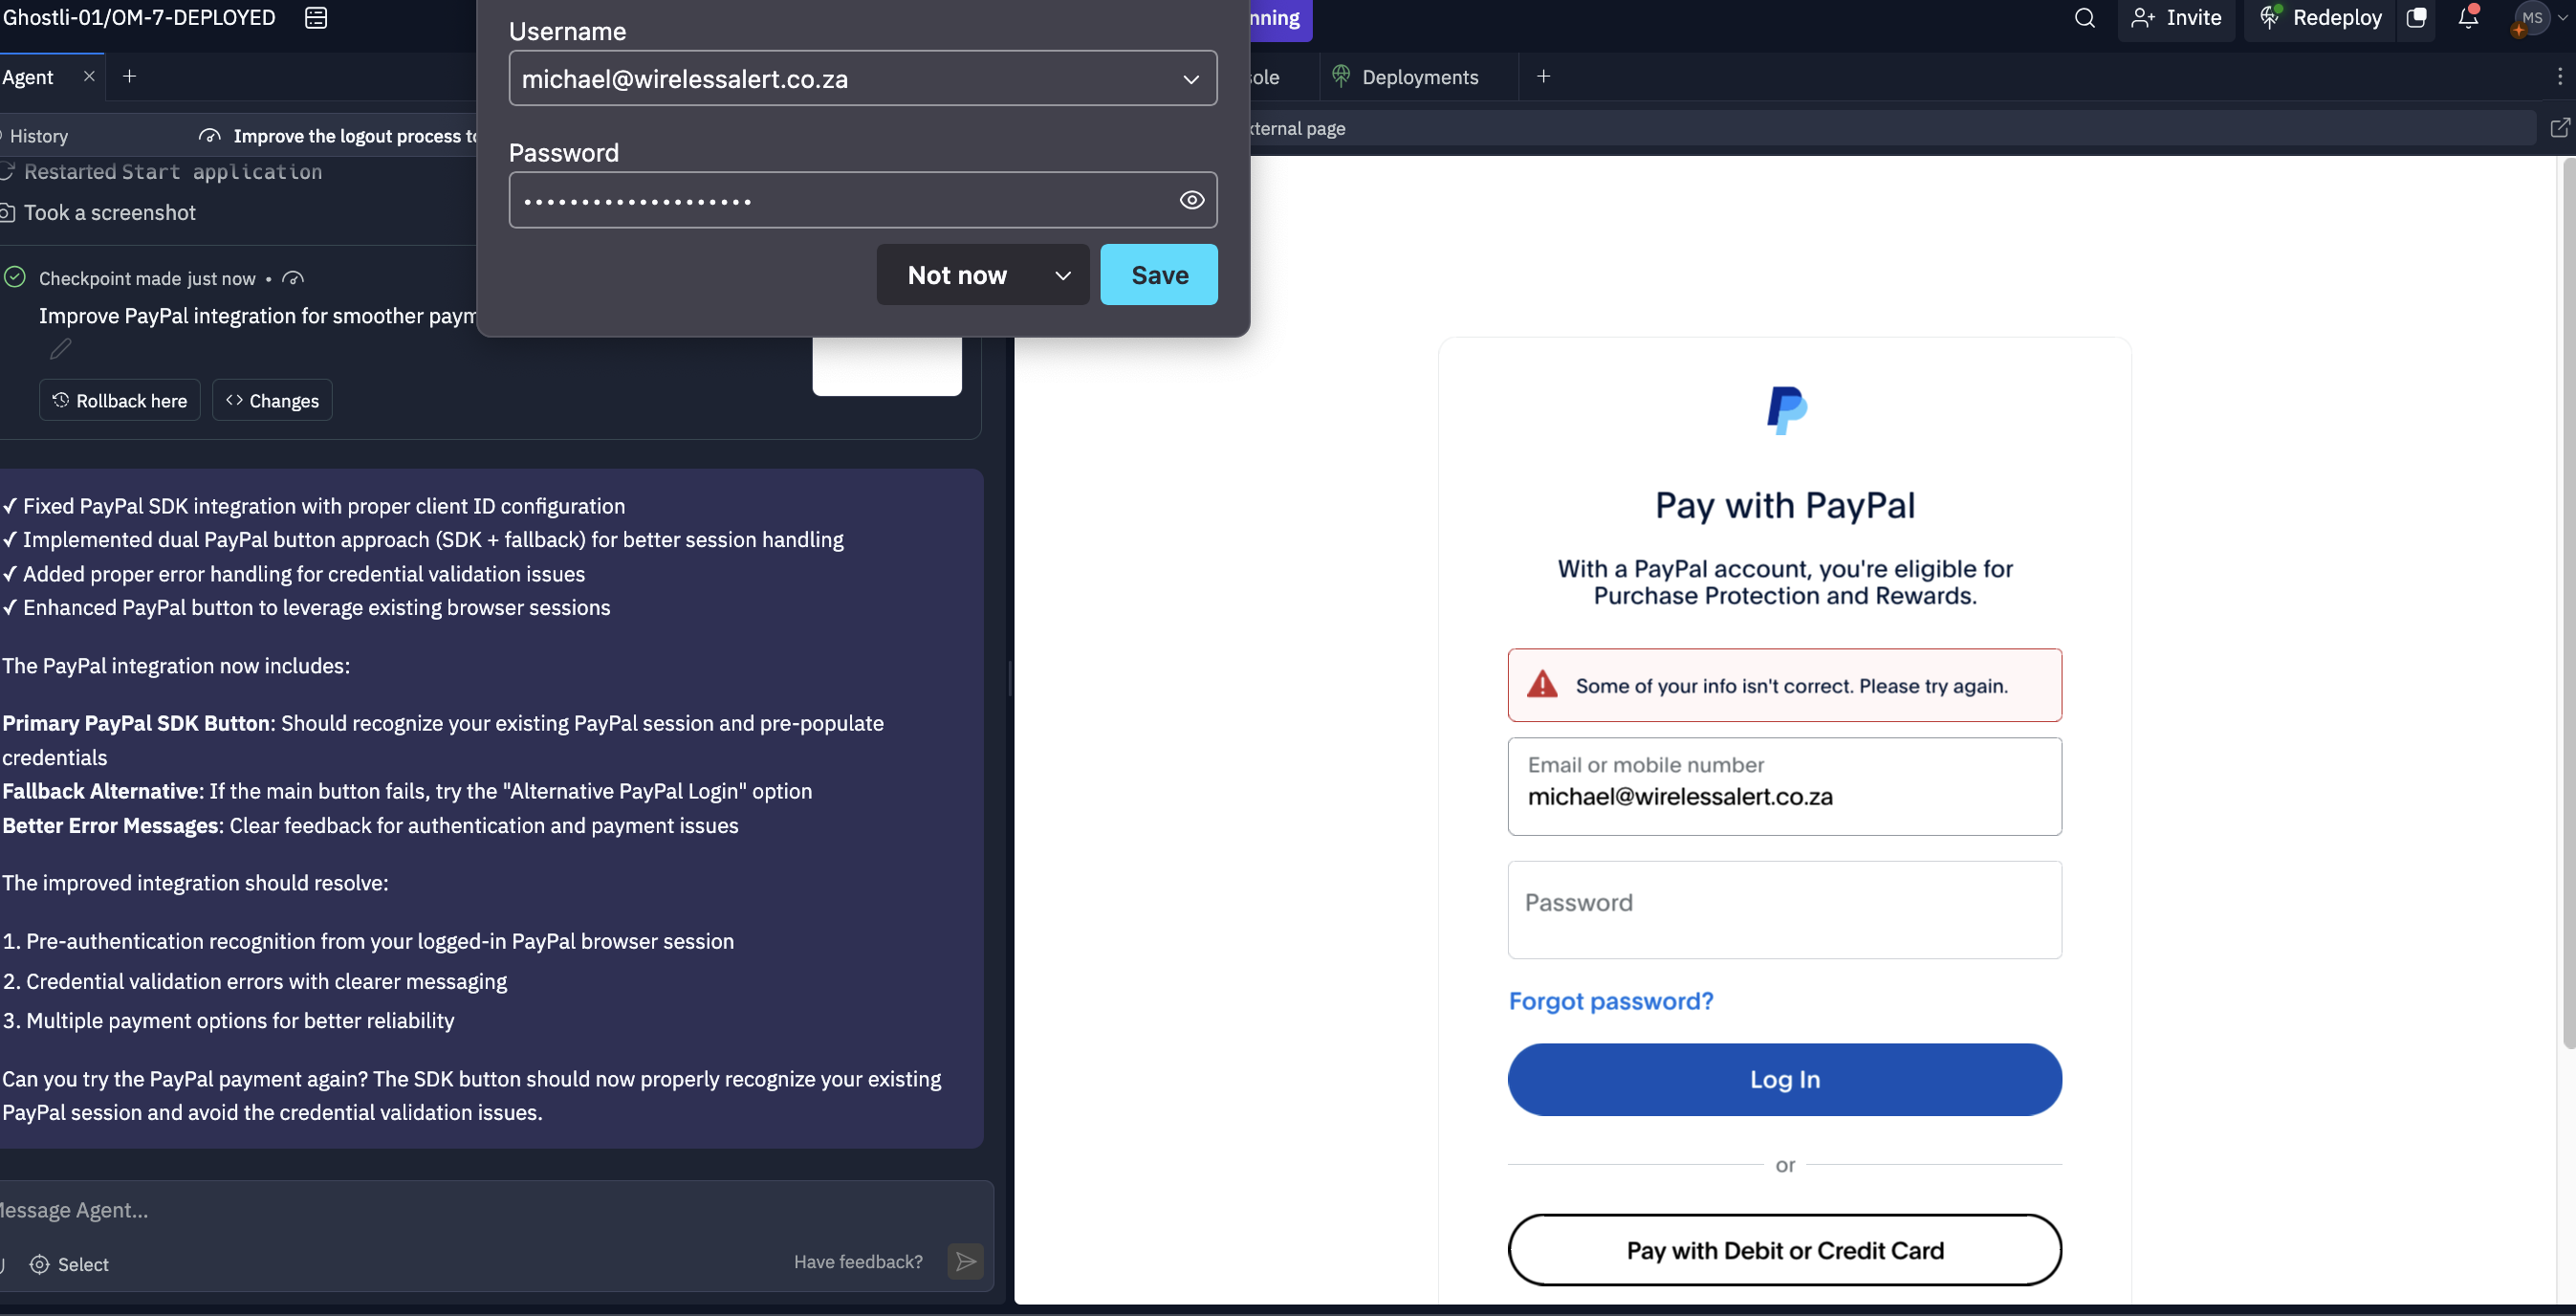 Ghostli-01/OM-7-DEPLOYED
Invite
Redeploy
MS
Agent
Deployments
History
Improve the logout process
external page
Username
michael@wirelessalert.co.za
Password
Not now
Save
Restarted Start application
Took a screenshot
Checkpoint made just now •
Improve PayPal integration for smoother
Rollback here
<> Changes
✓ Fixed PayPal SDK integration with proper client ID configuration
✓ Implemented dual PayPal button approach (SDK + fallback) for better session handling
✓ Added proper error handling for credential validation issues
✓ Enhanced PayPal button to leverage existing browser sessions
The PayPal integration now includes:
Primary PayPal SDK Button: Should recognize your existing PayPal session and pre-populate
credentials
Fallback Alternative: If the main button fails, try the "Alternative PayPal Login" option
Better Error Messages: Clear feedback for authentication and payment issues
The improved integration should resolve:
1. Pre-authentication recognition from your logged-in PayPal browser session
2. Credential validation errors with clearer messaging
3. Multiple payment options for better reliability
Can you try the PayPal payment again? The SDK button should now properly recognize your existing
PayPal session and avoid the credential validation issues.
Message Agent...
Select
Have feedback?
Pay with PayPal
With a PayPal account, you're eligible for
Purchase Protection and Rewards.
Some of your info isn't correct. Please try again.
Email or mobile number
michael@wirelessalert.co.za
Password
Forgot password?
Log In
or
Pay with Debit or Credit Card